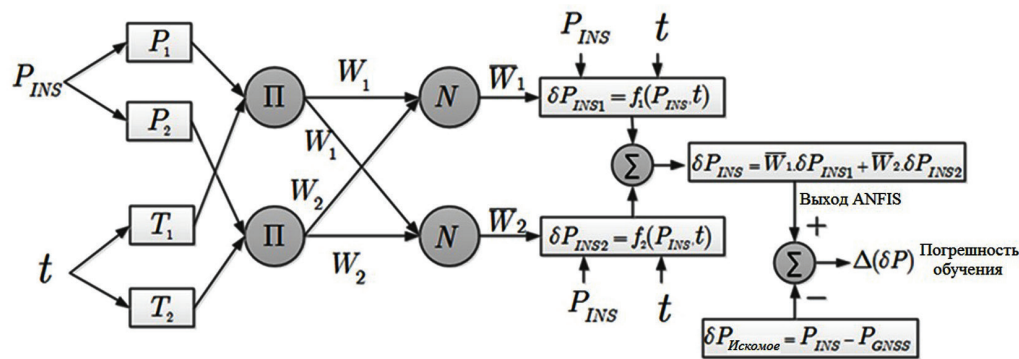 P_INS t
P_1
P_INS
P_2
T_1
t
T_2
Π
Π
W_1
W_1
W_2
W_2
N
N
W̅_1
W̅_2
δP_INS1 = f_1(P_INS, t)
Σ
δP_INS = W̅_1.δP_INS1 + W̅_2.δP_INS2
δP_INS2 = f_2(P_INS, t)
P_INS t
Выход ANFIS
+
Σ
Δ(δP)
Погрешность
обучения
−
δP_Искомое = P_INS − P_GNSS